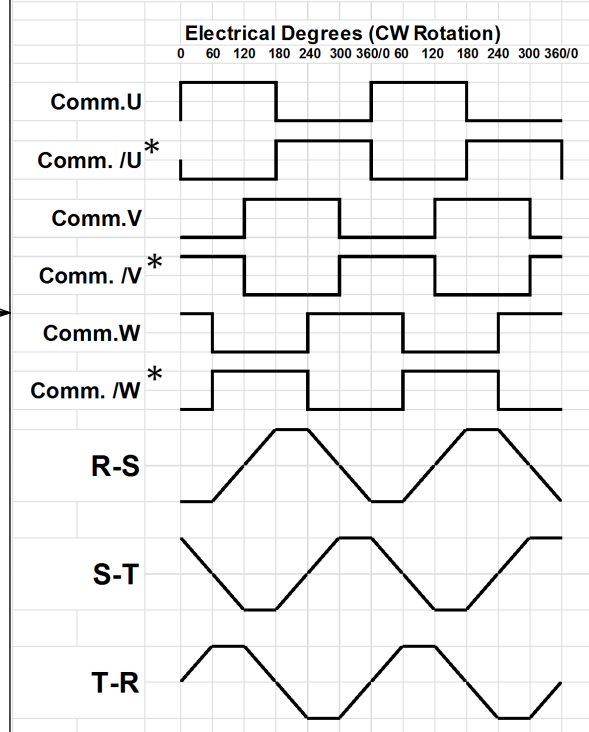 Electrical Degrees (CW Rotation)
0 60 120 180 240 300 360/0 60 120 180 240 300 360/0
Comm.U
Comm. /U*
Comm.V
Comm. /V*
Comm.W
Comm. /W*
R-S
S-T
T-R